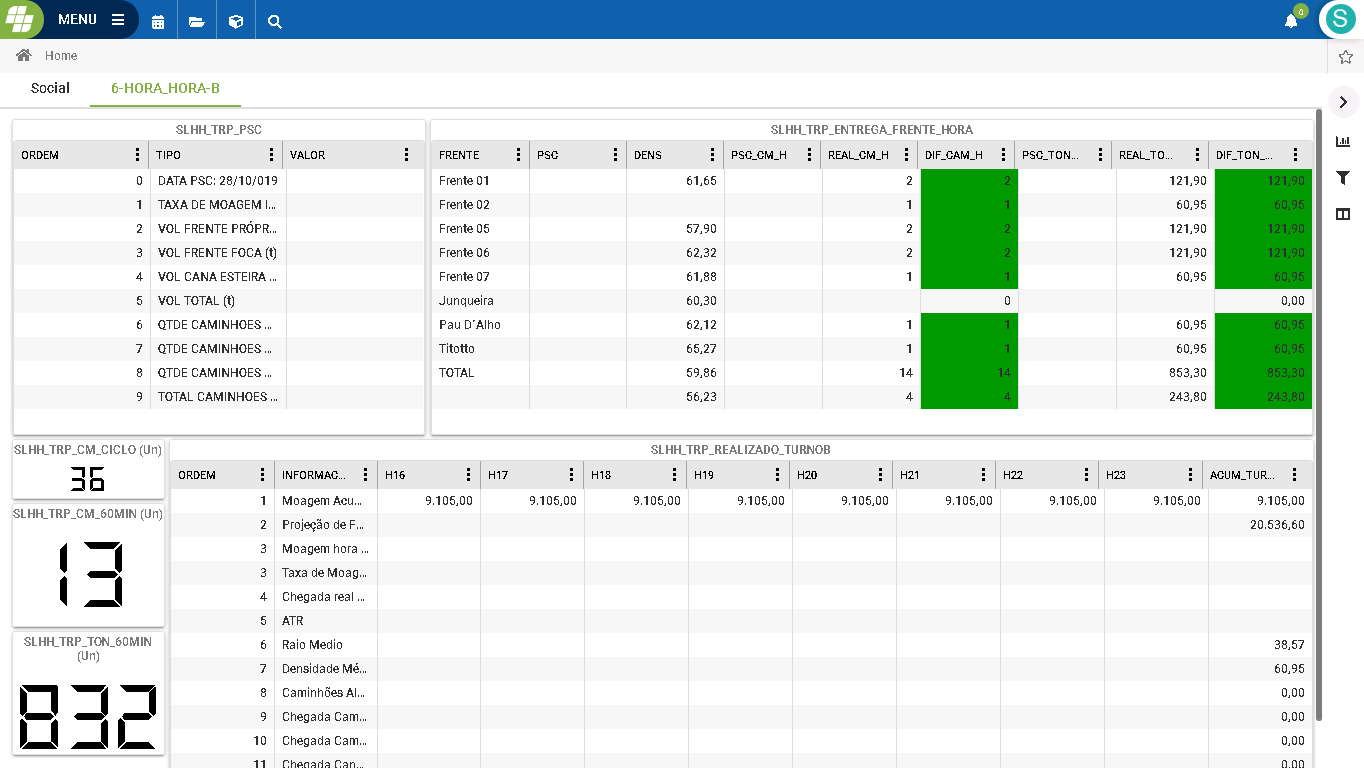 MENU
0
S
Home
Social 6-HORA_HORA-B
SLHH_TRP_PSC
ORDEM TIPO VALOR
0 DATA PSC: 28/10/019
1 TAXA DE MOAGEM I...
2 VOL FRENTE PRÓPR...
3 VOL FRENTE FOCA (t)
4 VOL CANA ESTEIRA ...
5 VOL TOTAL (t)
6 QTDE CAMINHOES ...
7 QTDE CAMINHOES ...
8 QTDE CAMINHOES ...
9 TOTAL CAMINHOES ...
SLHH_TRP_ENTREGA_FRENTE_HORA
FRENTE PSC DENS PSC_CM_H REAL_CM_H DIF_CAM_H PSC_TON... REAL_TO... DIF_TON_...
Frente 01 61,65 2 2 121,90 121,90
Frente 02 1 1 60,95 60,95
Frente 05 57,90 2 2 121,90 121,90
Frente 06 62,32 2 2 121,90 121,90
Frente 07 61,88 1 1 60,95 60,95
Junqueira 60,30 0 0,00
Pau D´Alho 62,12 1 1 60,95 60,95
Titotto 65,27 1 1 60,95 60,95
TOTAL 59,86 14 14 853,30 853,30
56,23 4 4 243,80 243,80
SLHH_TRP_CM_CICLO (Un)
36
SLHH_TRP_CM_60MIN (Un)
13
SLHH_TRP_TON_60MIN
(Un)
832
SLHH_TRP_REALIZADO_TURNOB
ORDEM INFORMAC... H16 H17 H18 H19 H20 H21 H22 H23 ACUM_TUR...
1 Moagem Acu... 9.105,00 9.105,00 9.105,00 9.105,00 9.105,00 9.105,00 9.105,00 9.105,00 9.105,00
2 Projeção de F... 20.536,60
3 Moagem hora ...
3 Taxa de Moag...
4 Chegada real ...
5 ATR
6 Raio Medio 38,57
7 Densidade Mé... 60,95
8 Caminhões Al... 0,00
9 Chegada Cam... 0,00
10 Chegada Cam... 0,00
11 Chegada Can... 0,00